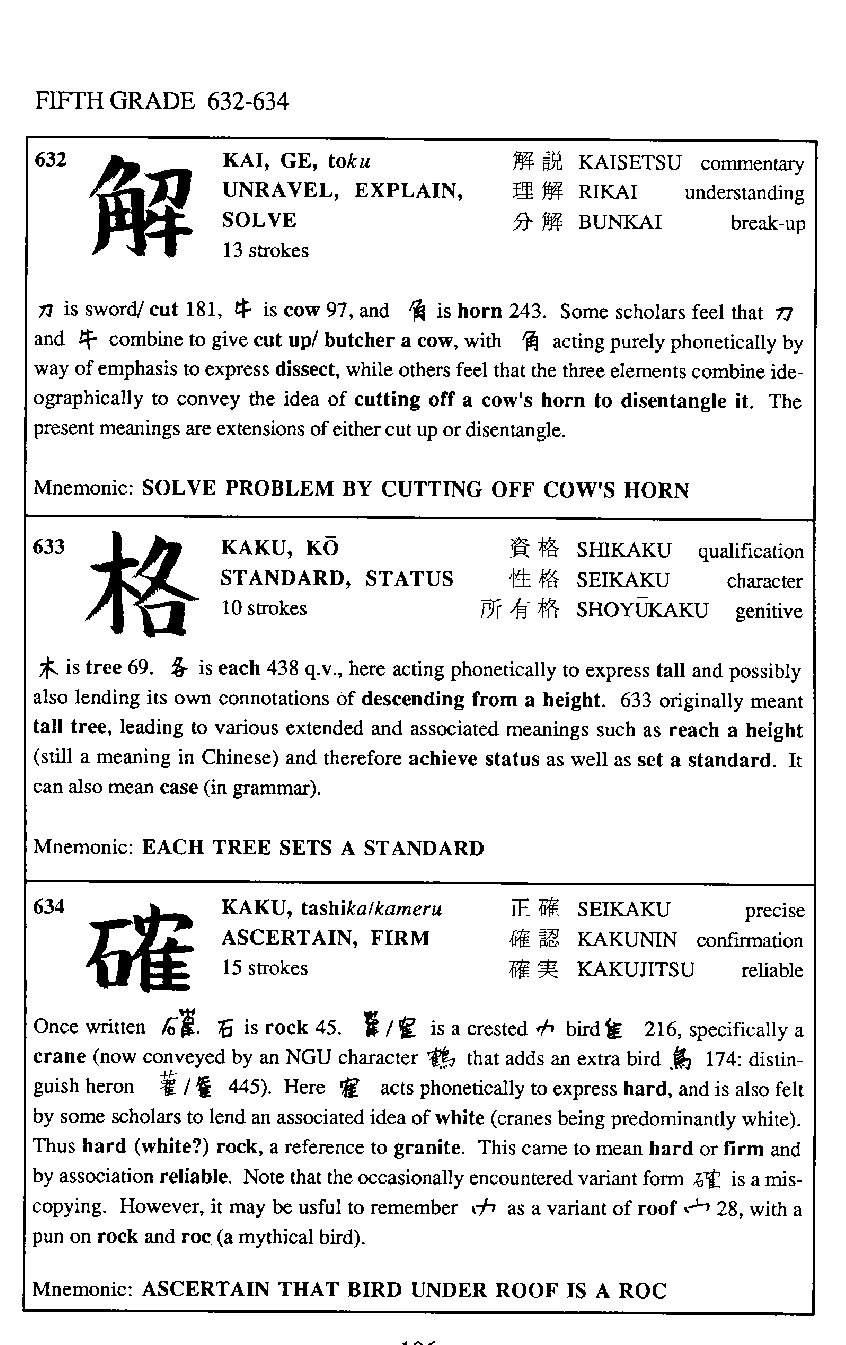 FIFTH GRADE 632-634
632 解 KAI, GE, toku 解説 KAISETSU commentary
UNRAVEL, EXPLAIN, 理解 RIKAI understanding
SOLVE 分解 BUNKAI break-up
13 strokes
刀 is sword/ cut 181, 牛 is cow 97, and 角 is horn 243. Some scholars feel that 刀
and 牛 combine to give cut up/ butcher a cow, with 角 acting purely phonetically by
way of emphasis to express dissect, while others feel that the three elements combine ide-
ographically to convey the idea of cutting off a cow's horn to disentangle it. The
present meanings are extensions of either cut up or disentangle.
Mnemonic: SOLVE PROBLEM BY CUTTING OFF COW'S HORN
633 格 KAKU, KŌ 資格 SHIKAKU qualification
STANDARD, STATUS 性格 SEIKAKU character
10 strokes 所有格 SHOYŪKAKU genitive
木 is tree 69. 各 is each 438 q.v., here acting phonetically to express tall and possibly
also lending its own connotations of descending from a height. 633 originally meant
tall tree, leading to various extended and associated meanings such as reach a height
(still a meaning in Chinese) and therefore achieve status as well as set a standard. It
can also mean case (in grammar).
Mnemonic: EACH TREE SETS A STANDARD
634 確 KAKU, tashika/kameru 正確 SEIKAKU precise
ASCERTAIN, FIRM 確認 KAKUNIN confirmation
15 strokes 確実 KAKUJITSU reliable
Once written . 石 is rock 45. / is a crested bird 隹 216, specifically a
crane (now conveyed by an NGU character 鶴 that adds an extra bird 鳥 174: distin-
guish heron / 445). Here acts phonetically to express hard, and is also felt
by some scholars to lend an associated idea of white (cranes being predominantly white).
Thus hard (white?) rock, a reference to granite. This came to mean hard or firm and
by association reliable. Note that the occasionally encountered variant form is a mis-
copying. However, it may be usful to remember as a variant of roof 宀 28, with a
pun on rock and roc (a mythical bird).
Mnemonic: ASCERTAIN THAT BIRD UNDER ROOF IS A ROC